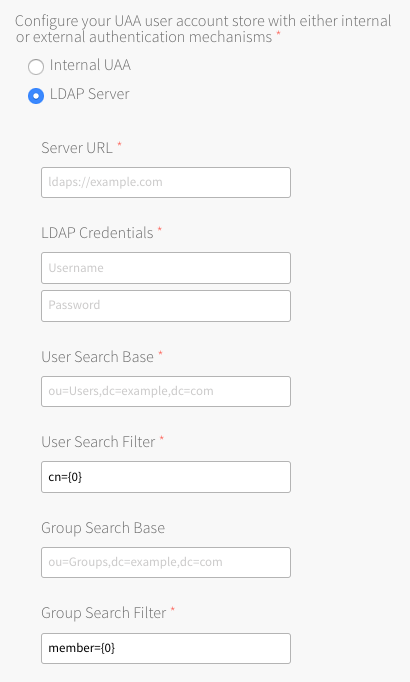 Configure your UAA user account store with either internal
or external authentication mechanisms *
Internal UAA
LDAP Server
Server URL *
ldaps://example.com
LDAP Credentials *
Username
Password
User Search Base *
ou=Users,dc=example,dc=com
User Search Filter *
cn={0}
Group Search Base
ou=Groups,dc=example,dc=com
Group Search Filter *
member={0}